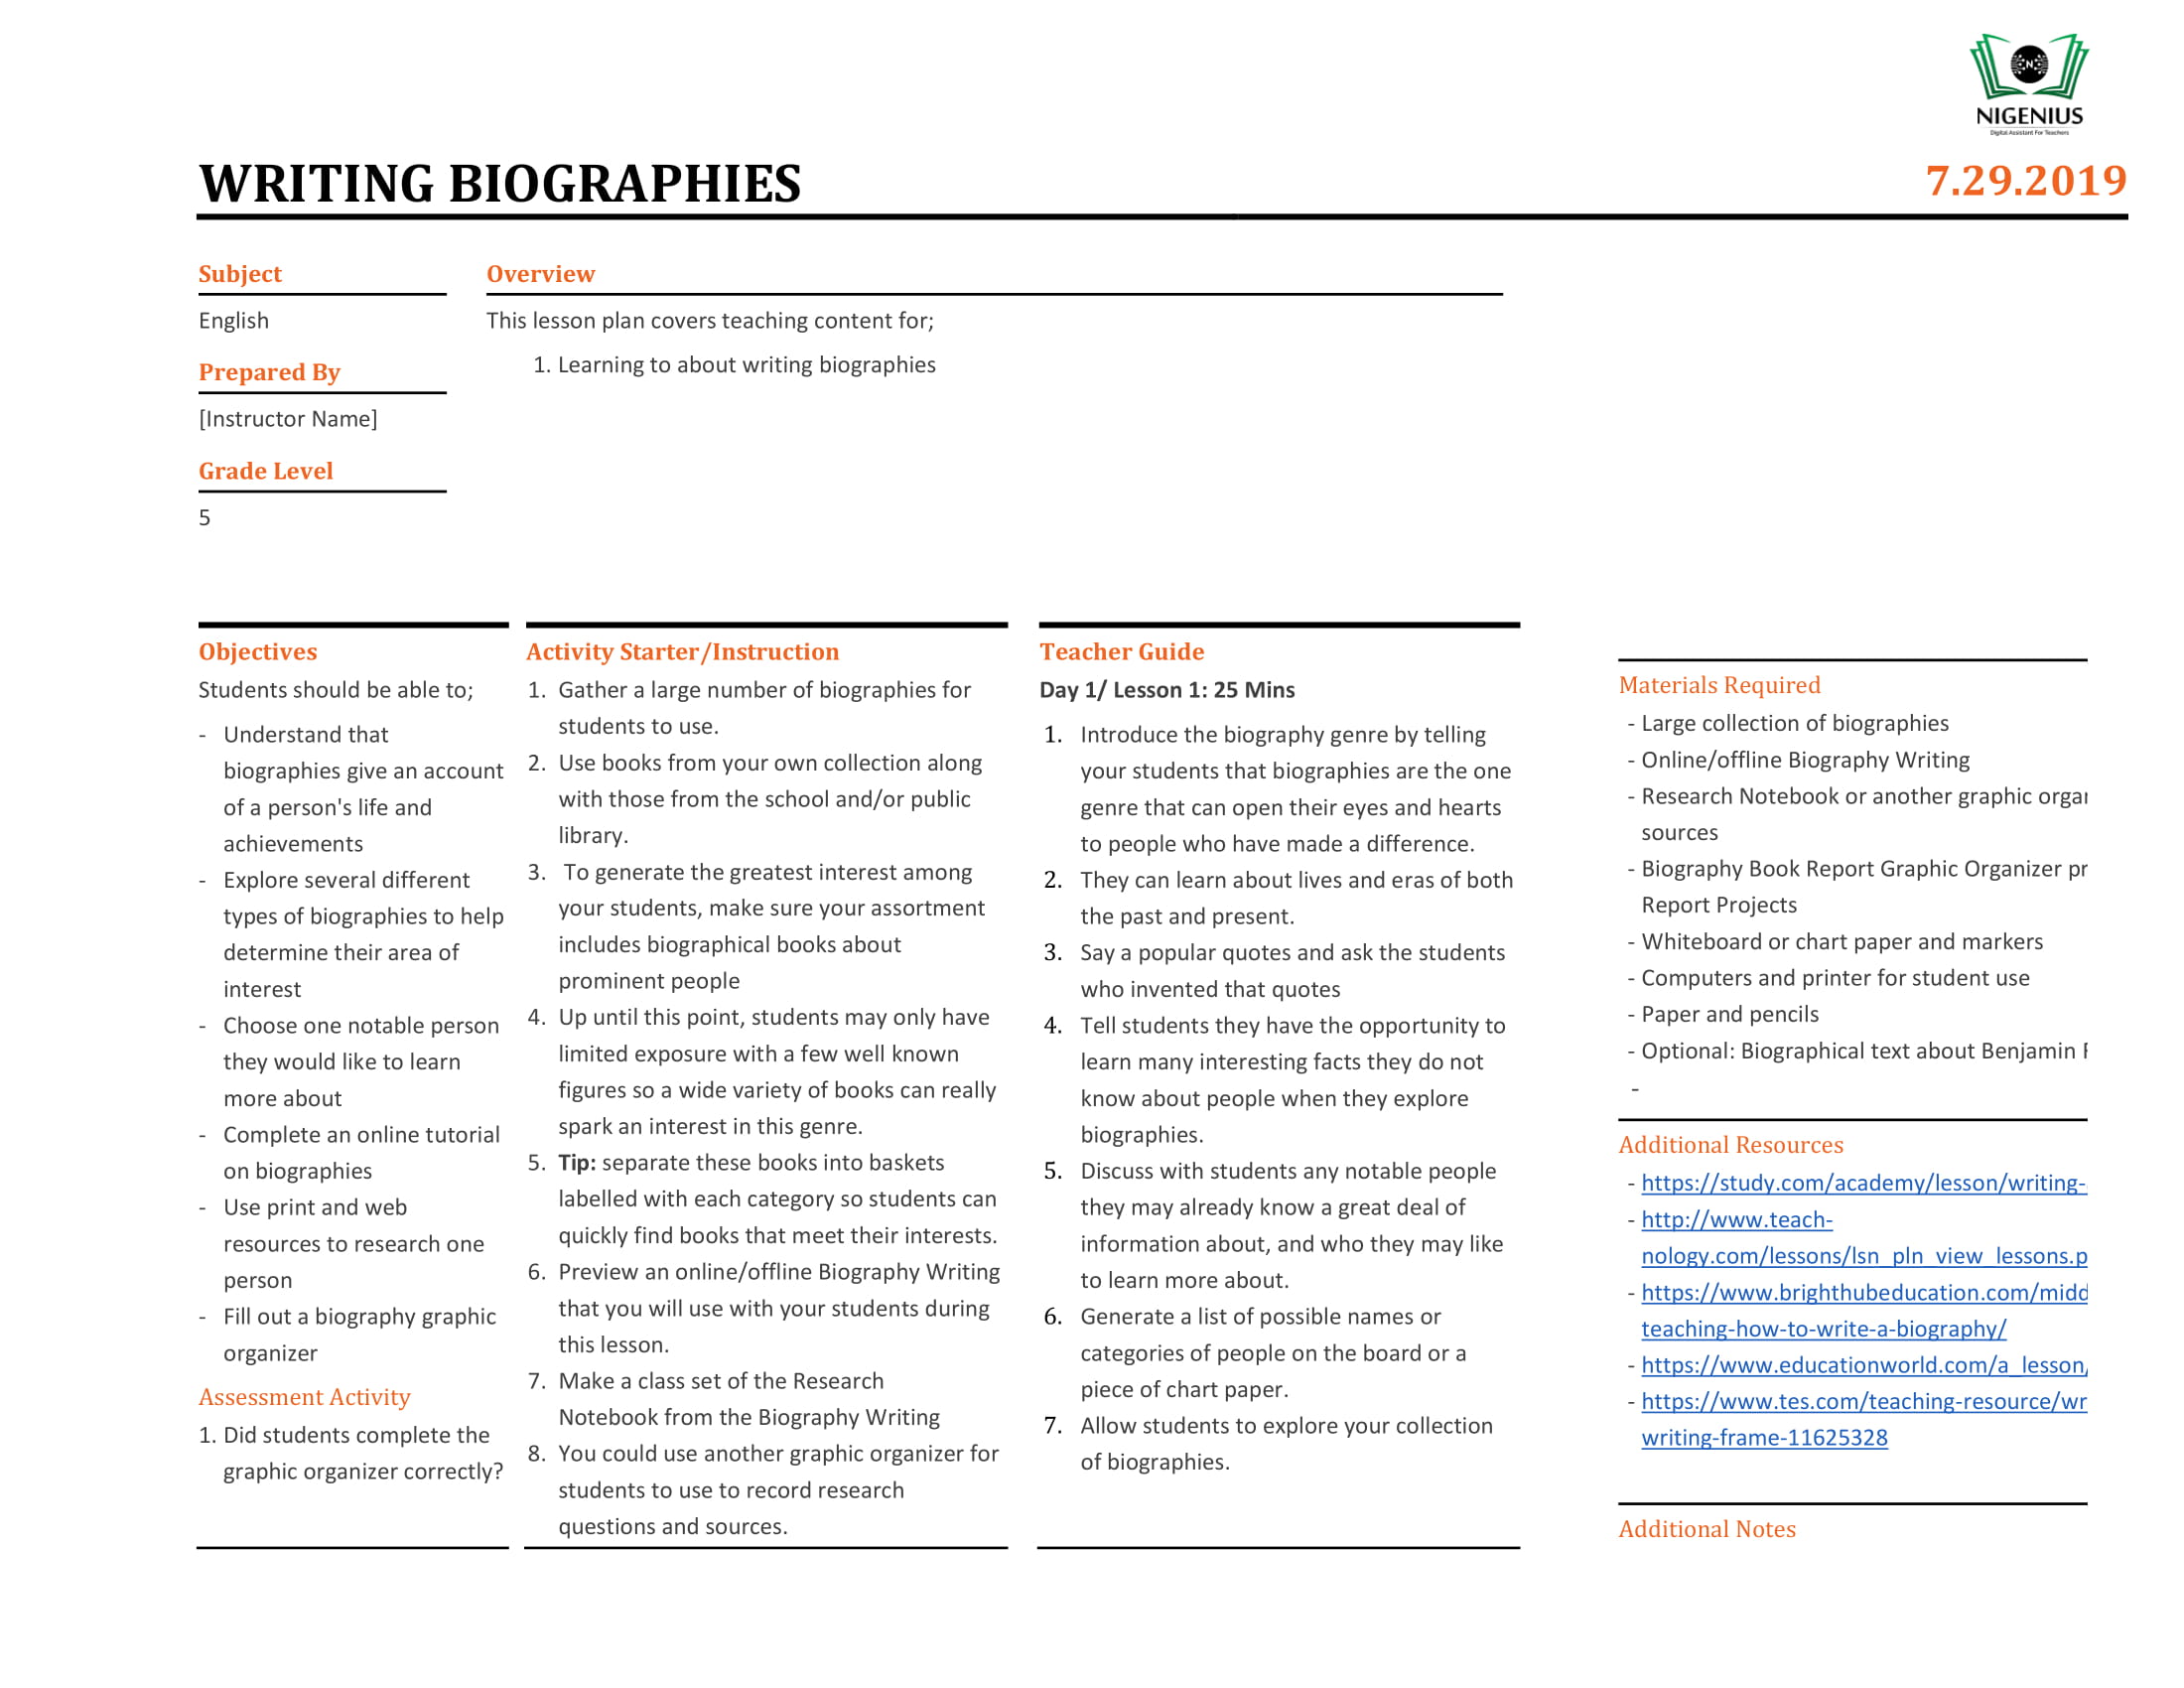 NIGENIUS
Digital Assistant For Teachers
WRITING BIOGRAPHIES
7.29.2019
Subject
English
Prepared By
[Instructor Name]
Grade Level
5
Overview
This lesson plan covers teaching content for;
1. Learning to about writing biographies
Objectives
Students should be able to;
- Understand that
biographies give an account
of a person's life and
achievements
- Explore several different
types of biographies to help
determine their area of
interest
- Choose one notable person
they would like to learn
more about
- Complete an online tutorial
on biographies
- Use print and web
resources to research one
person
- Fill out a biography graphic
organizer
Assessment Activity
1. Did students complete the
graphic organizer correctly?
Activity Starter/Instruction
1. Gather a large number of biographies for
students to use.
2. Use books from your own collection along
with those from the school and/or public
library.
3. To generate the greatest interest among
your students, make sure your assortment
includes biographical books about
prominent people
4. Up until this point, students may only have
limited exposure with a few well known
figures so a wide variety of books can really
spark an interest in this genre.
5. Tip: separate these books into baskets
labelled with each category so students can
quickly find books that meet their interests.
6. Preview an online/offline Biography Writing
that you will use with your students during
this lesson.
7. Make a class set of the Research
Notebook from the Biography Writing
8. You could use another graphic organizer for
students to use to record research
questions and sources.
Teacher Guide
Day 1/ Lesson 1: 25 Mins
1. Introduce the biography genre by telling
your students that biographies are the one
genre that can open their eyes and hearts
to people who have made a difference.
2. They can learn about lives and eras of both
the past and present.
3. Say a popular quotes and ask the students
who invented that quotes
4. Tell students they have the opportunity to
learn many interesting facts they do not
know about people when they explore
biographies.
5. Discuss with students any notable people
they may already know a great deal of
information about, and who they may like
to learn more about.
6. Generate a list of possible names or
categories of people on the board or a
piece of chart paper.
7. Allow students to explore your collection
of biographies.
Materials Required
- Large collection of biographies
- Online/offline Biography Writing
- Research Notebook or another graphic
sources
- Biography Book Report Graphic Organizer
Report Projects
- Whiteboard or chart paper and markers
- Computers and printer for student use
- Paper and pencils
- Optional: Biographical text about Benjamin
-
Additional Resources
- https://study.com/academy/lesson/writing-
- http://www.teach-
nology.com/lessons/lsn_pln_view_lessons.p
- https://www.brighthubeducation.com/midd
teaching-how-to-write-a-biography/
- https://www.educationworld.com/a_lesson/
- https://www.tes.com/teaching-resource/wr
writing-frame-11625328
Additional Notes